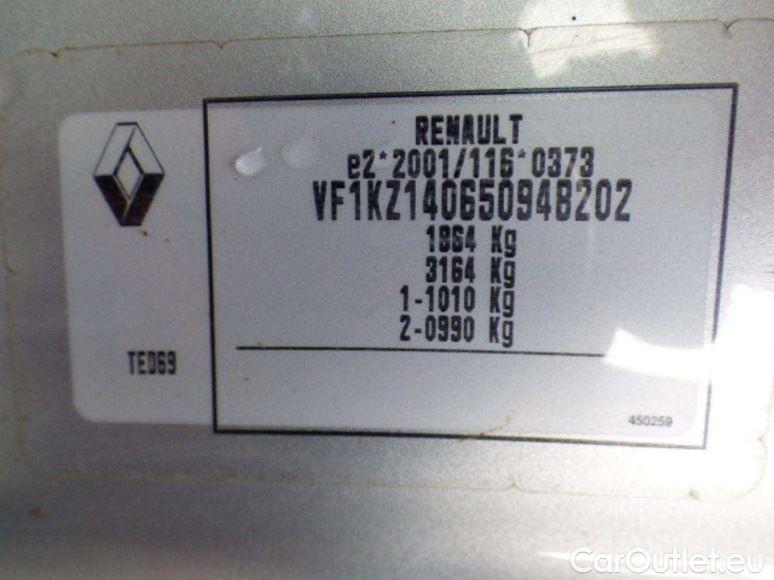 RENAULT
e2*2001/116*0373
VF1KZ140650948202
1864 Kg
3164 Kg
1-1010 Kg
2-0990 Kg
TED69
450259
CarOutlet.eu